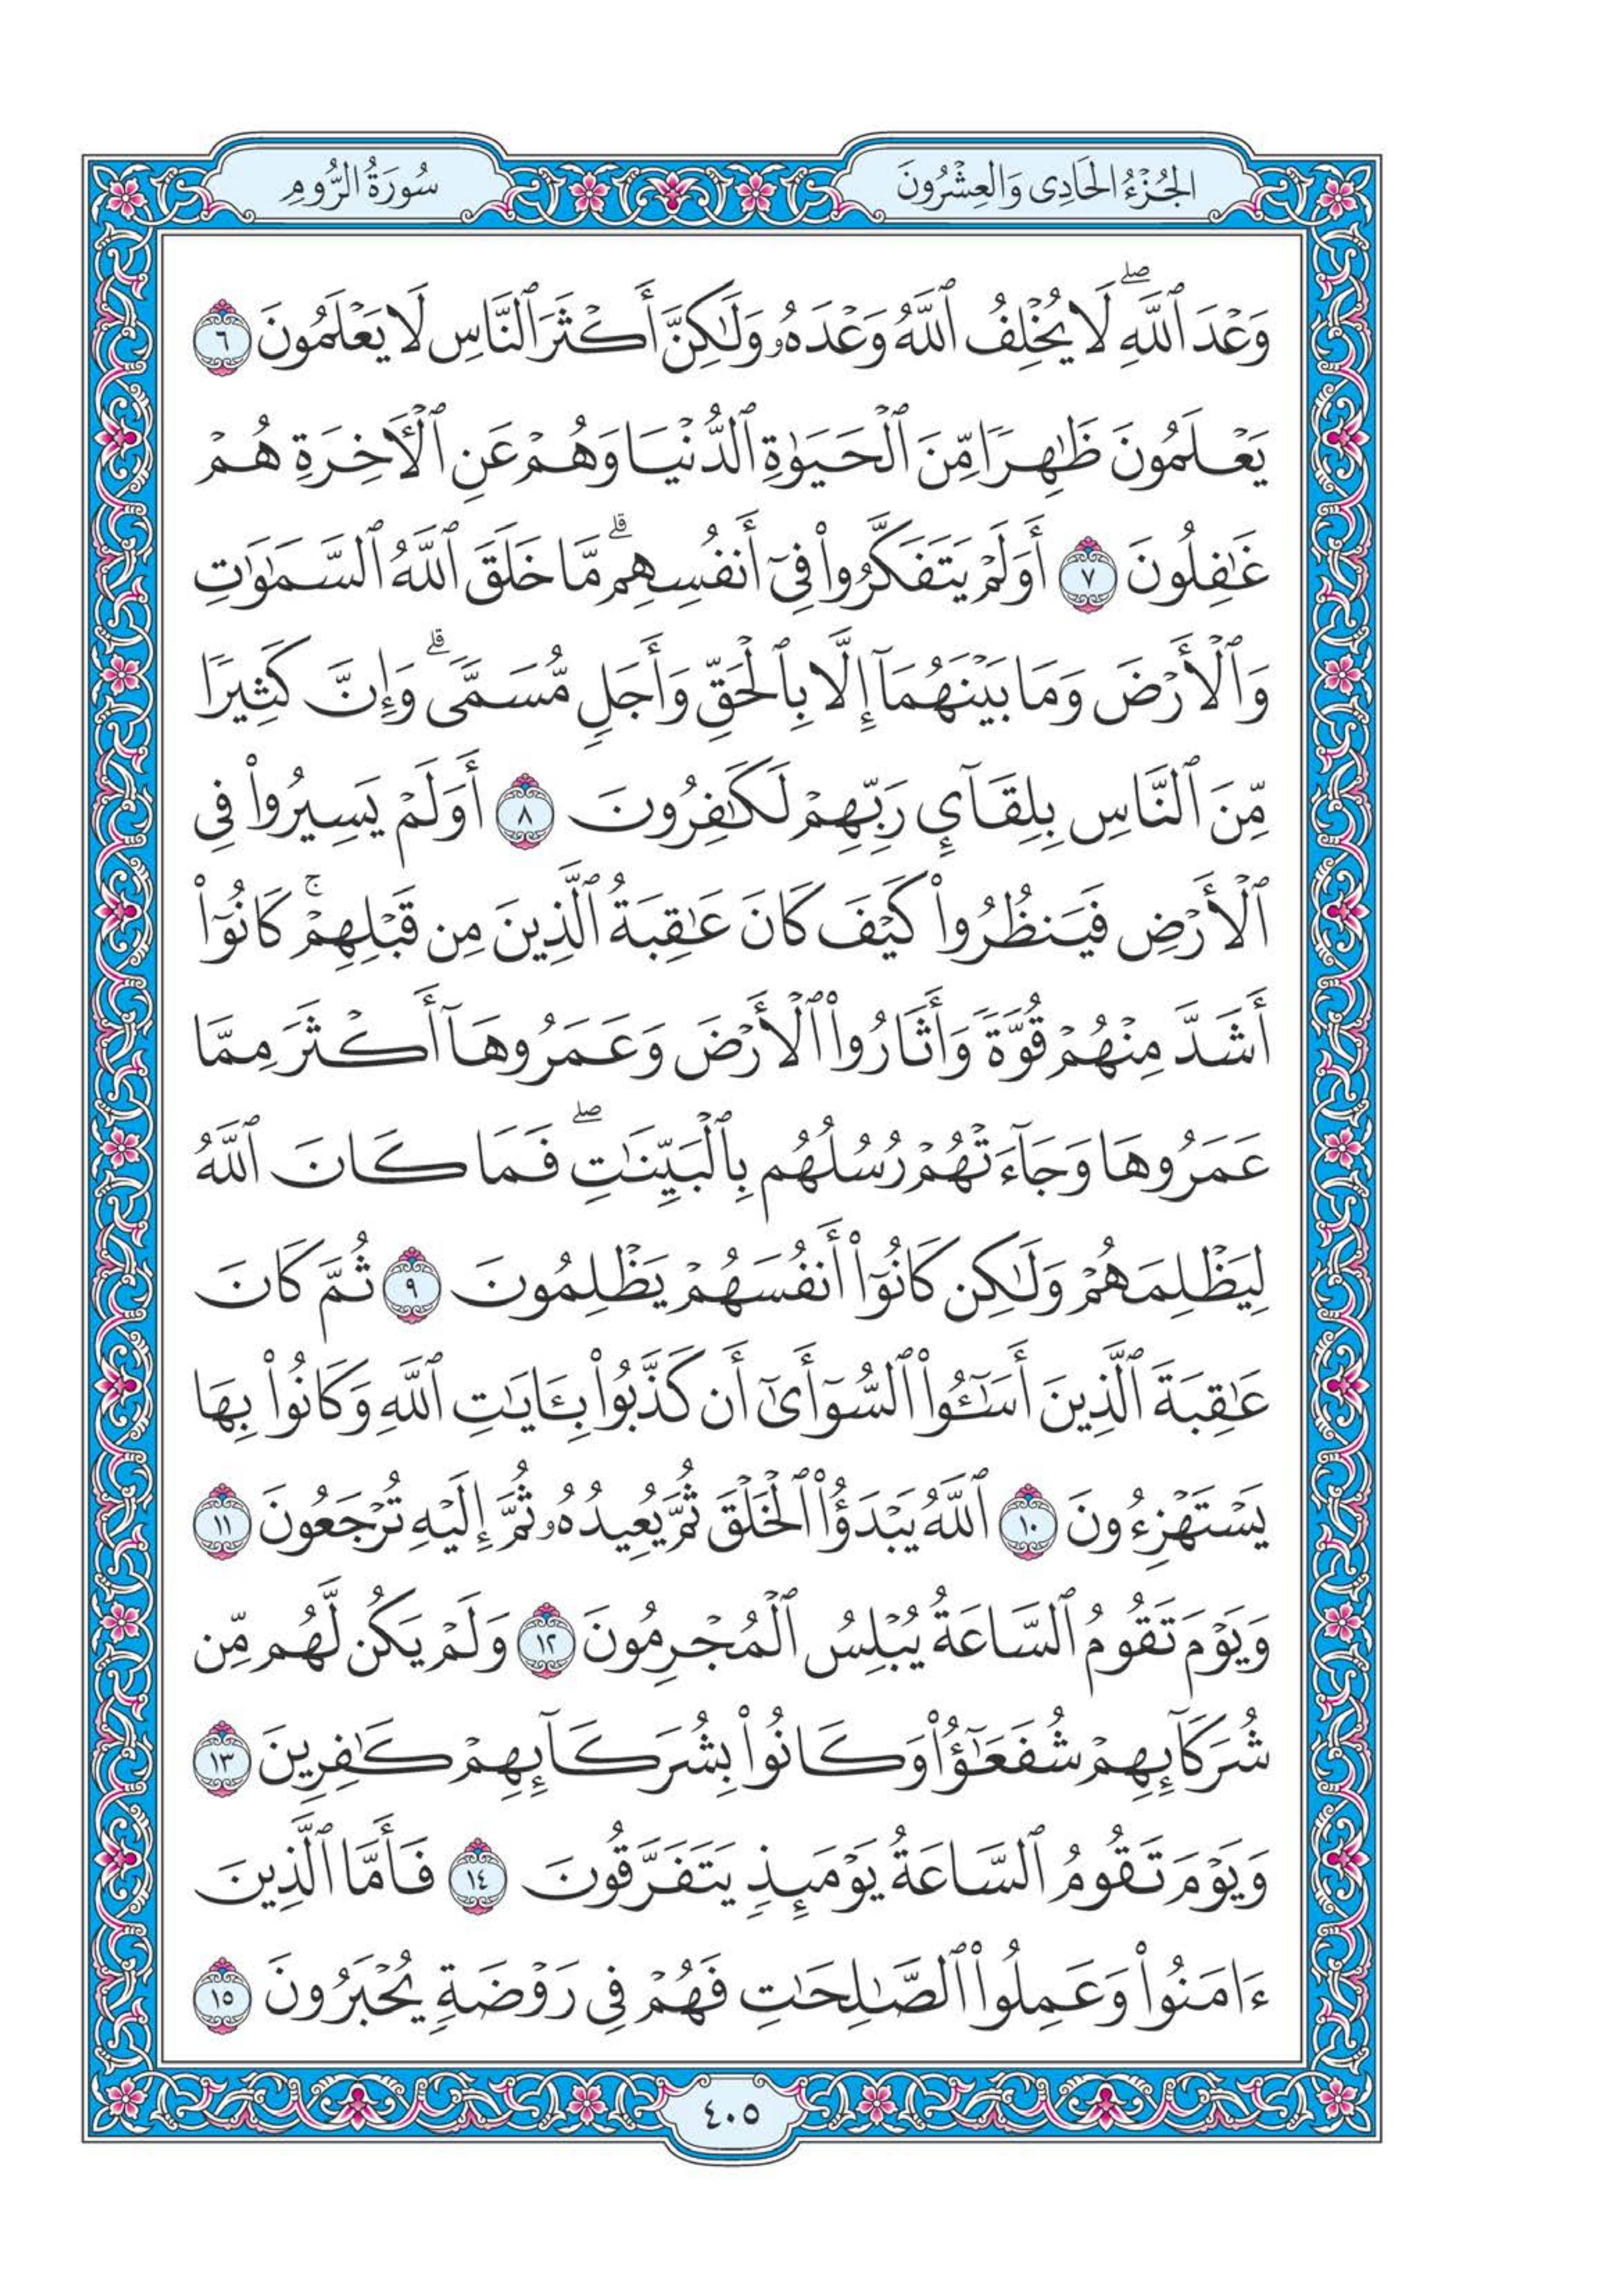 الجُزْءُ الحَادِى وَالعِشْرُونَ
سُورَةُ الرُّومِ
وَعْدَ ٱللَّهِۖ لَا يُخْلِفُ ٱللَّهُ وَعْدَهُۥ وَلَٰكِنَّ أَكْثَرَ ٱلنَّاسِ لَا يَعْلَمُونَ ٦
يَعْلَمُونَ ظَٰهِرًا مِّنَ ٱلْحَيَوٰةِ ٱلدُّنْيَا وَهُمْ عَنِ ٱلْأَخِرَةِ هُمْ
غَٰفِلُونَ ٧ أَوَلَمْ يَتَفَكَّرُوا۟ فِىٓ أَنفُسِهِمۗ مَّا خَلَقَ ٱللَّهُ ٱلسَّمَٰوَٰتِ
وَٱلْأَرْضَ وَمَا بَيْنَهُمَآ إِلَّا بِٱلْحَقِّ وَأَجَلٍ مُّسَمًّىۗ وَإِنَّ كَثِيرًا
مِّنَ ٱلنَّاسِ بِلِقَآئِ رَبِّهِمْ لَكَٰفِرُونَ ٨ أَوَلَمْ يَسِيرُوا۟ فِى
ٱلْأَرْضِ فَيَنظُرُوا۟ كَيْفَ كَانَ عَٰقِبَةُ ٱلَّذِينَ مِن قَبْلِهِمْۚ كَانُوٓا۟
أَشَدَّ مِنْهُمْ قُوَّةً وَأَثَارُوا۟ ٱلْأَرْضَ وَعَمَرُوهَآ أَكْثَرَ مِمَّا
عَمَرُوهَا وَجَآءَتْهُمْ رُسُلُهُم بِٱلْبَيِّنَٰتِۖ فَمَا كَانَ ٱللَّهُ
لِيَظْلِمَهُمْ وَلَٰكِن كَانُوٓا۟ أَنفُسَهُمْ يَظْلِمُونَ ٩ ثُمَّ كَانَ
عَٰقِبَةَ ٱلَّذِينَ أَسَٰٓـُٔوا۟ ٱلسُّوٓأَىٰٓ أَن كَذَّبُوا۟ بِـَٔايَٰتِ ٱللَّهِ وَكَانُوا۟ بِهَا
يَسْتَهْزِءُونَ ١٠ ٱللَّهُ يَبْدَؤُا۟ ٱلْخَلْقَ ثُمَّ يُعِيدُهُۥ ثُمَّ إِلَيْهِ تُرْجَعُونَ ١١
وَيَوْمَ تَقُومُ ٱلسَّاعَةُ يُبْلِسُ ٱلْمُجْرِمُونَ ١٢ وَلَمْ يَكُن لَّهُم مِّن
شُرَكَآئِهِمْ شُفَعَٰٓؤُا۟ وَكَانُوا۟ بِشُرَكَآئِهِمْ كَٰفِرِينَ ١٣
وَيَوْمَ تَقُومُ ٱلسَّاعَةُ يَوْمَئِذٍ يَتَفَرَّقُونَ ١٤ فَأَمَّا ٱلَّذِينَ
ءَامَنُوا۟ وَعَمِلُوا۟ ٱلصَّٰلِحَٰتِ فَهُمْ فِى رَوْضَةٍ يُحْبَرُونَ ١٥
٤٠٥